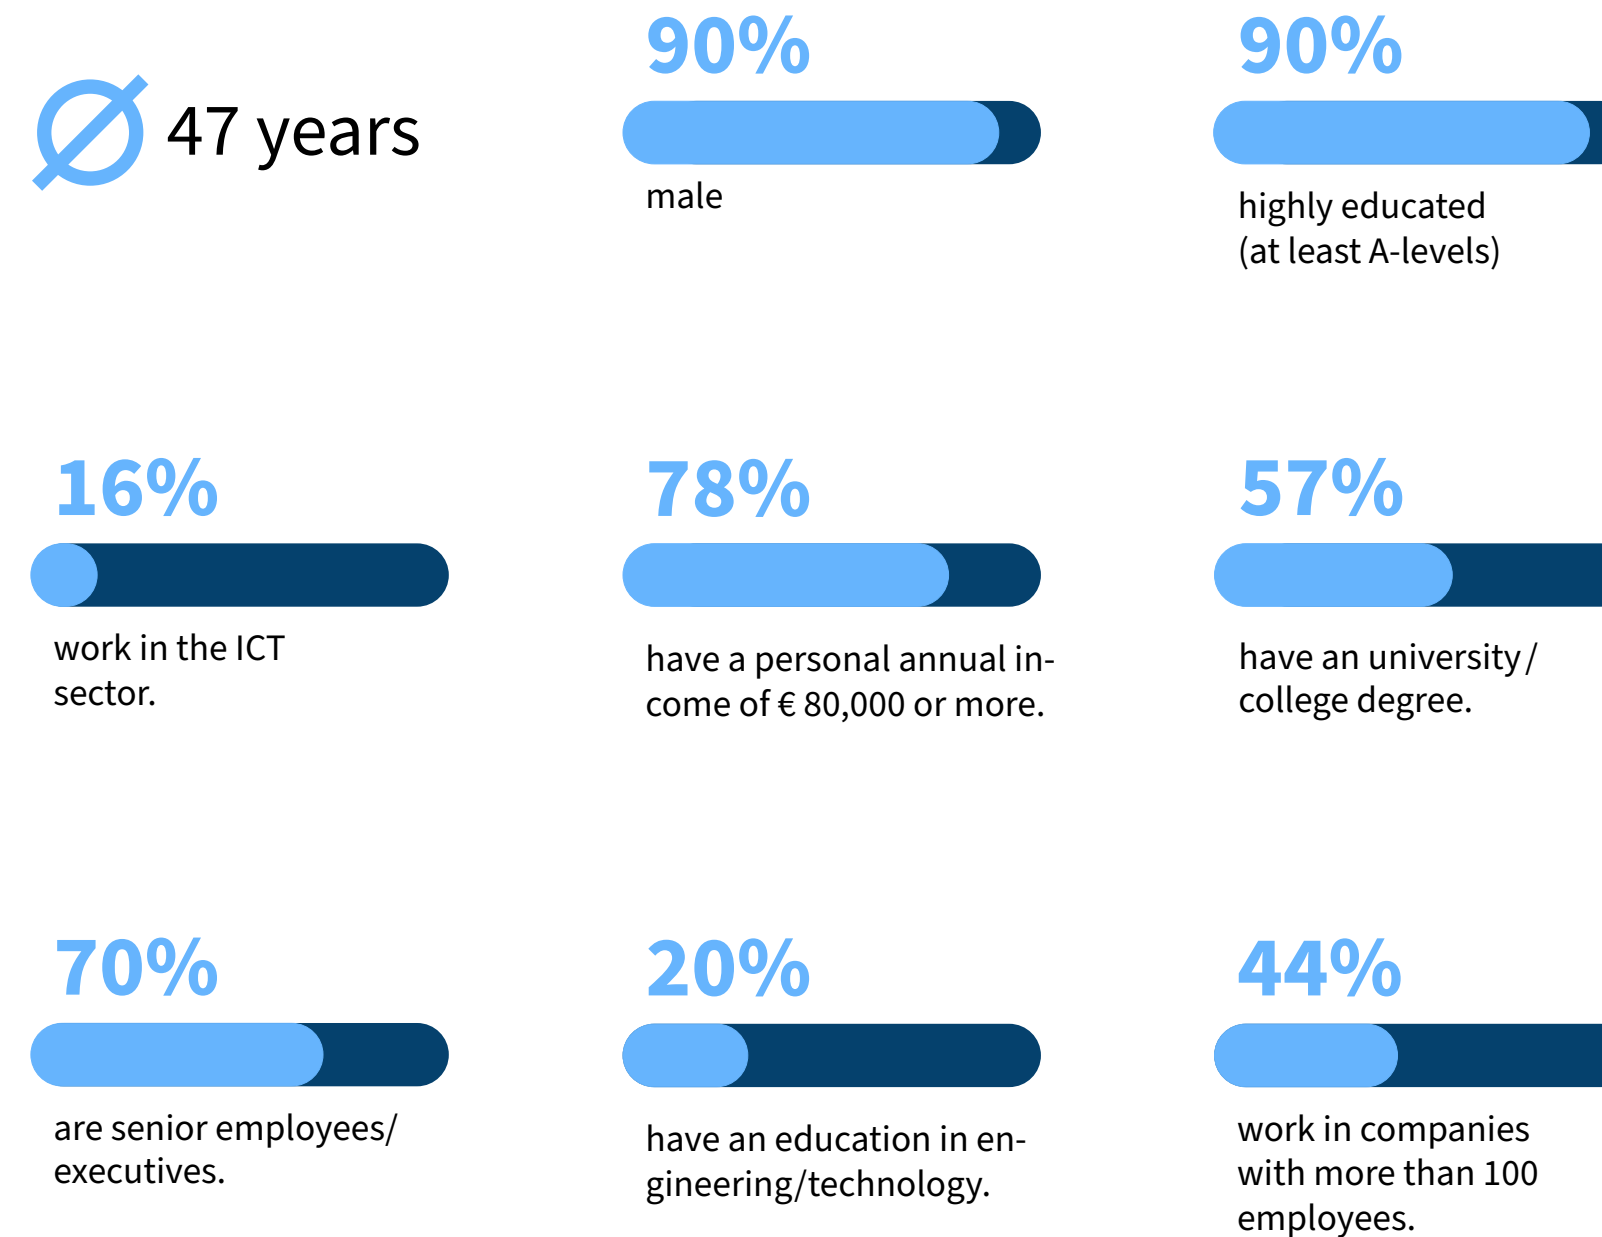 47 years
90%
male
90%
highly educated
(at least A-levels)
16%
work in the ICT
sector.
78%
have a personal annual in-
come of € 80,000 or more.
57%
have an university/
college degree.
70%
are senior employees/
executives.
20%
have an education in en-
gineering/technology.
44%
work in companies
with more than 100
employees.